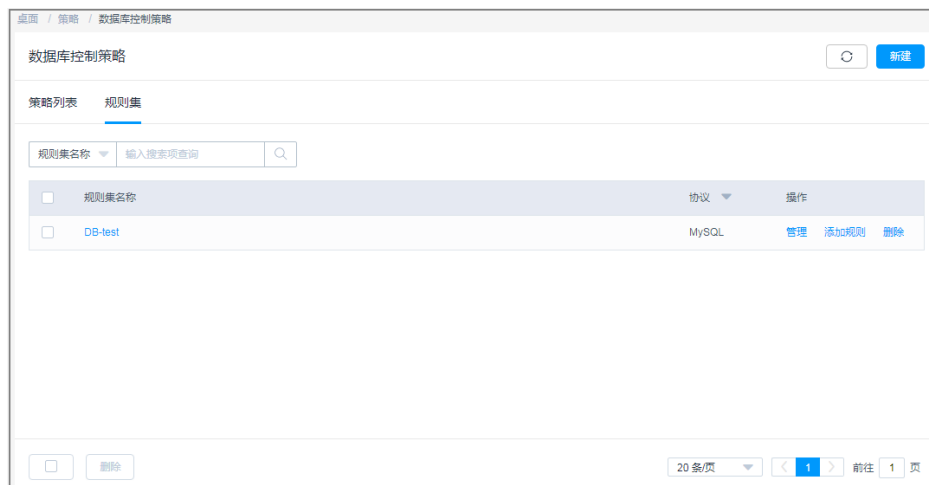 桌面 / 策略 / 数据库控制策略
数据库控制策略 新建
策略列表 规则集
规则集名称 输入搜索项查询
规则集名称 协议 操作
DB-test MySQL 管理 添加规则 删除
删除 20 条/页 1 前往 1 页